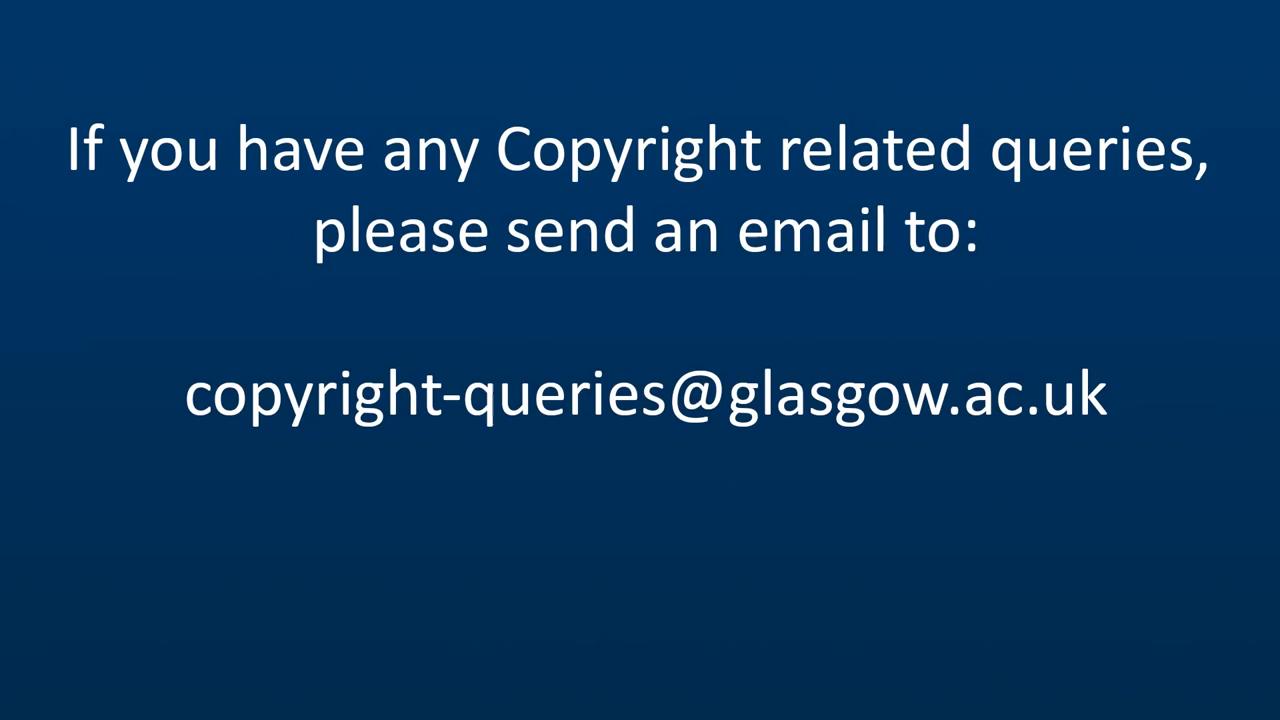 If you have any Copyright related queries,
please send an email to:
copyright-queries@glasgow.ac.uk